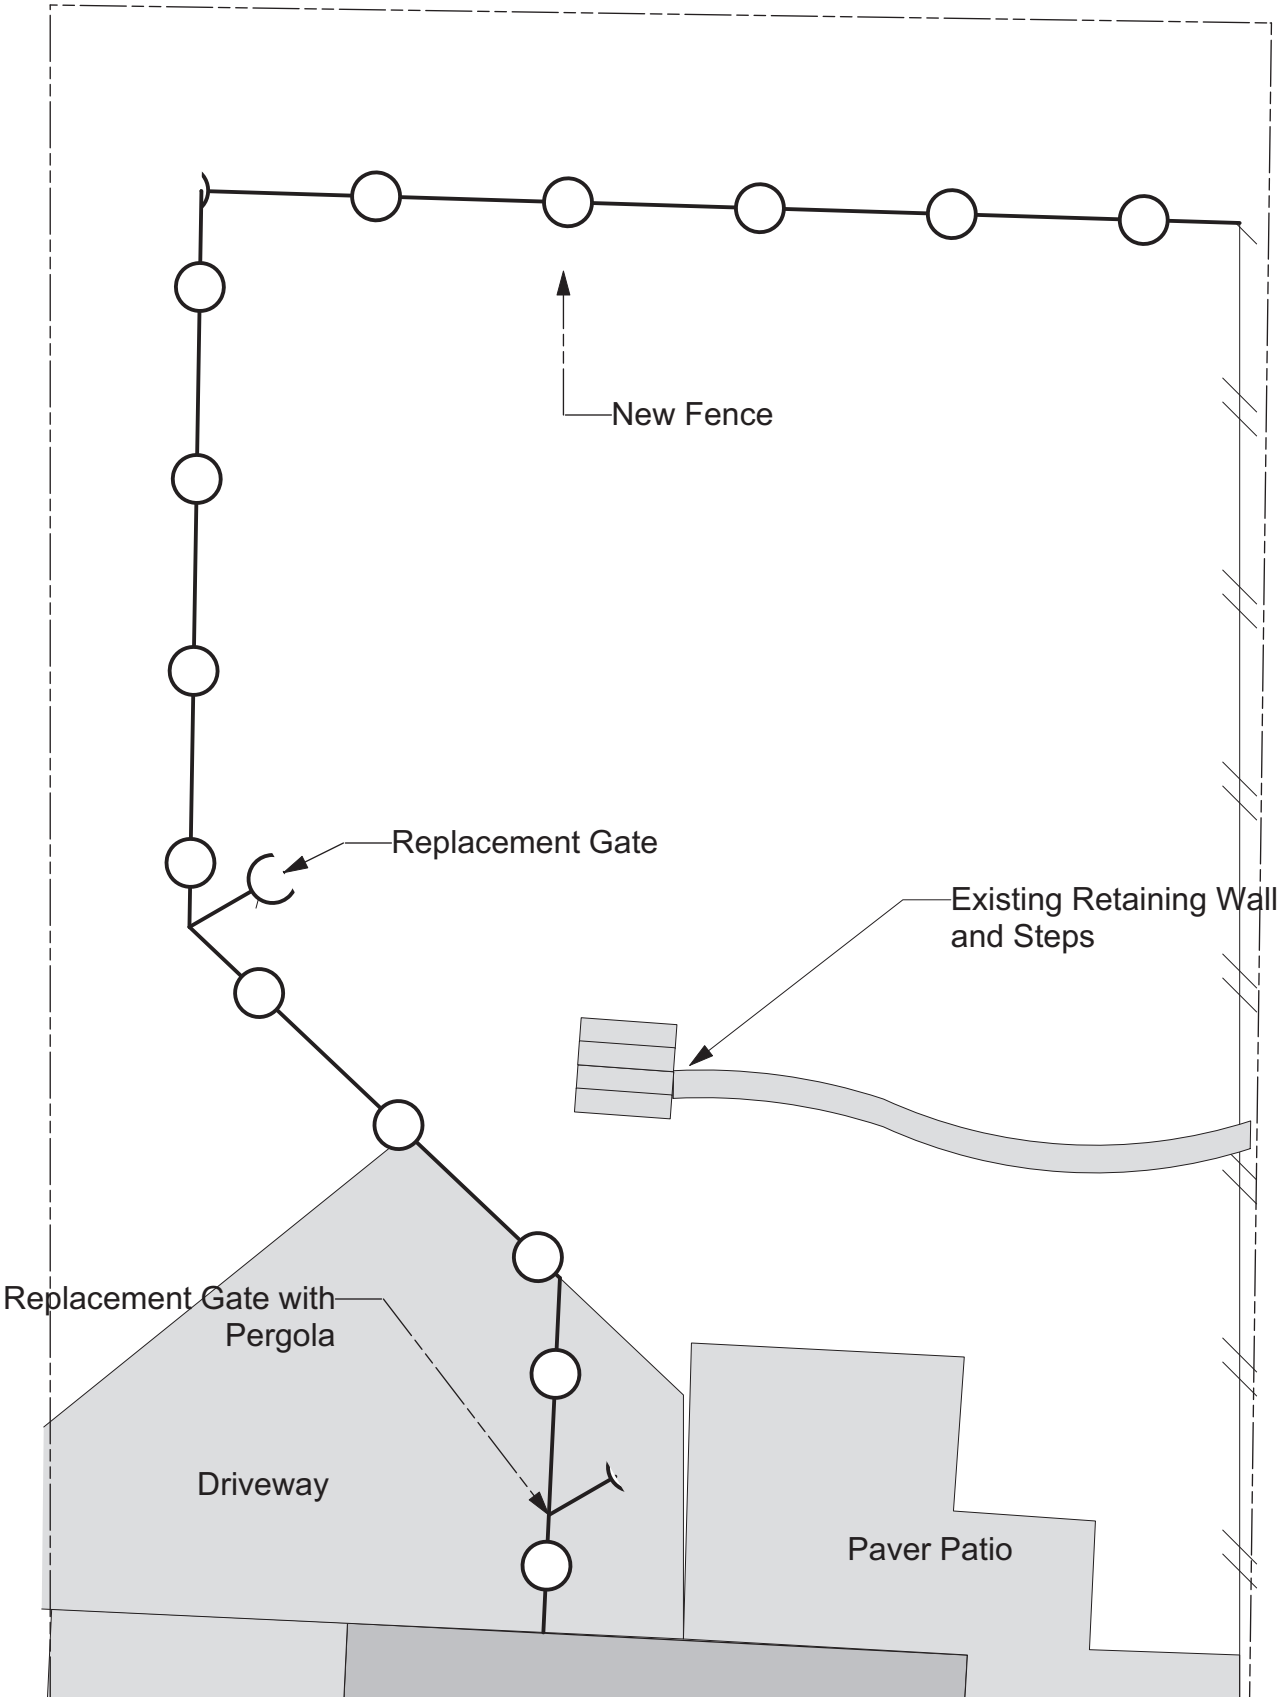 New Fence
Replacement Gate
Existing Retaining Wall
and Steps
Replacement Gate with
Pergola
Driveway
Paver Patio